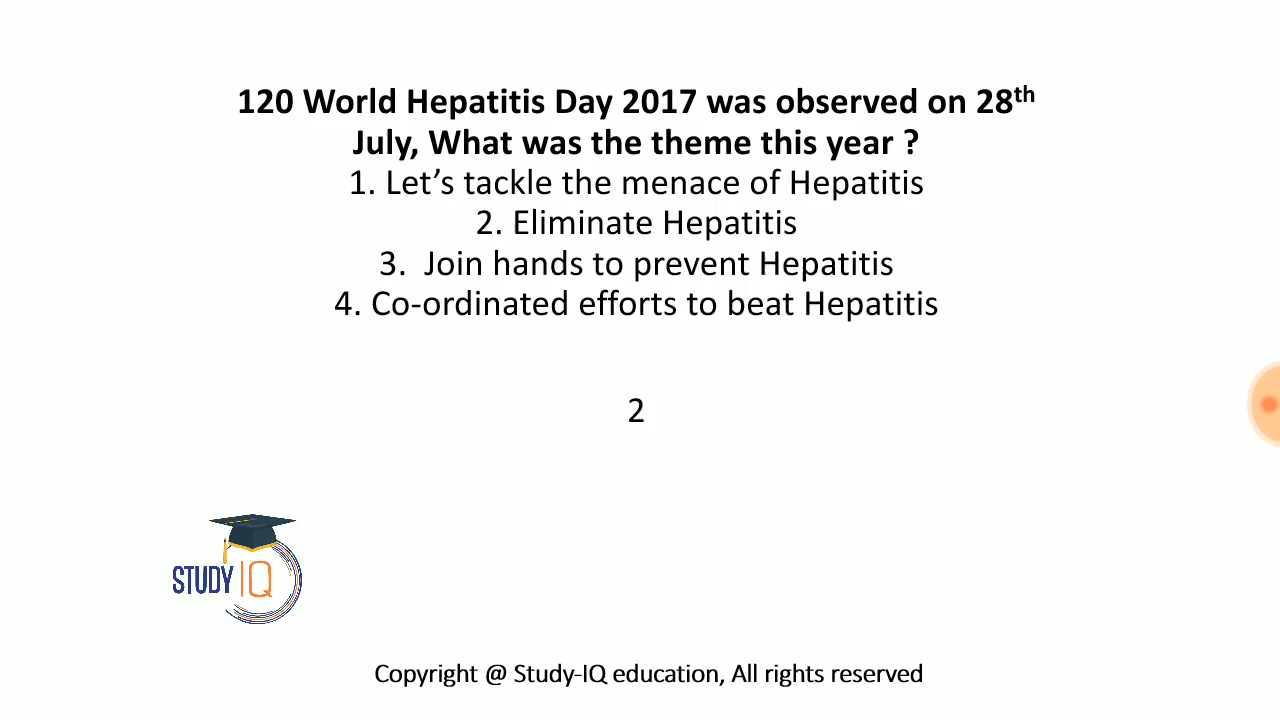 120 World Hepatitis Day 2017 was observed on 28th
July, What was the theme this year ?
1. Let’s tackle the menace of Hepatitis
2. Eliminate Hepatitis
3.  Join hands to prevent Hepatitis
4. Co-ordinated efforts to beat Hepatitis
2
STUDY IQ
Copyright @ Study-IQ education, All rights reserved